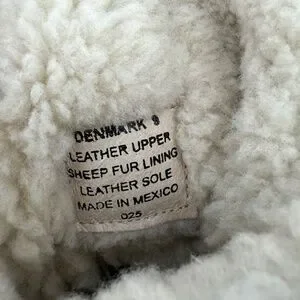 DENMARK 9
LEATHER UPPER
SHEEP FUR LINING
LEATHER SOLE
MADE IN MEXICO
025